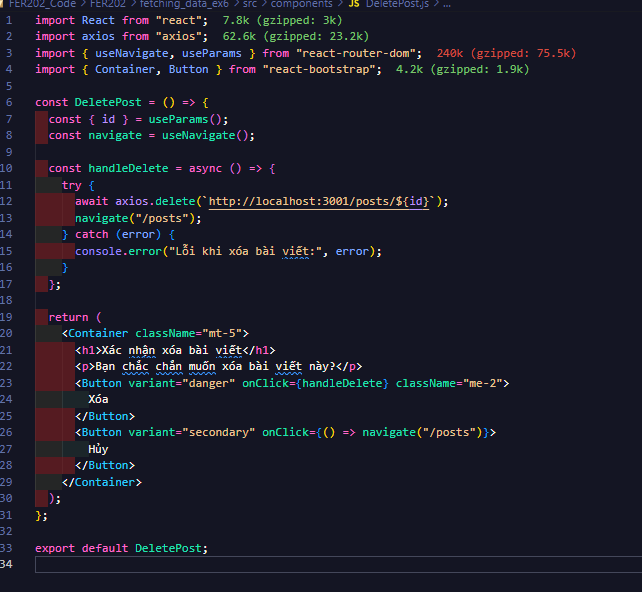 FER202_Code > FER202 > fetching_data_exb > src > components > JS DeletePost.js > ...
1 import React from "react"; 7.8k (gzipped: 3k)
2 import axios from "axios"; 62.6k (gzipped: 23.2k)
3 import { useNavigate, useParams } from "react-router-dom"; 240k (gzipped: 75.5k)
4 import { Container, Button } from "react-bootstrap"; 4.2k (gzipped: 1.9k)
5
6 const DeletePost = () => {
7 const { id } = useParams();
8 const navigate = useNavigate();
9
10 const handleDelete = async () => {
11 try {
12 await axios.delete(`http://localhost:3001/posts/${id}`);
13 navigate("/posts");
14 } catch (error) {
15 console.error("Lỗi khi xóa bài viết:", error);
16 }
17 };
18
19 return (
20 <Container className="mt-5">
21 <h1>Xác nhận xóa bài viết</h1>
22 <p>Bạn chắc chắn muốn xóa bài viết này?</p>
23 <Button variant="danger" onClick={handleDelete} className="me-2">
24 Xóa
25 </Button>
26 <Button variant="secondary" onClick={() => navigate("/posts")}>
27 Hủy
28 </Button>
29 </Container>
30 );
31 };
32
33 export default DeletePost;
34